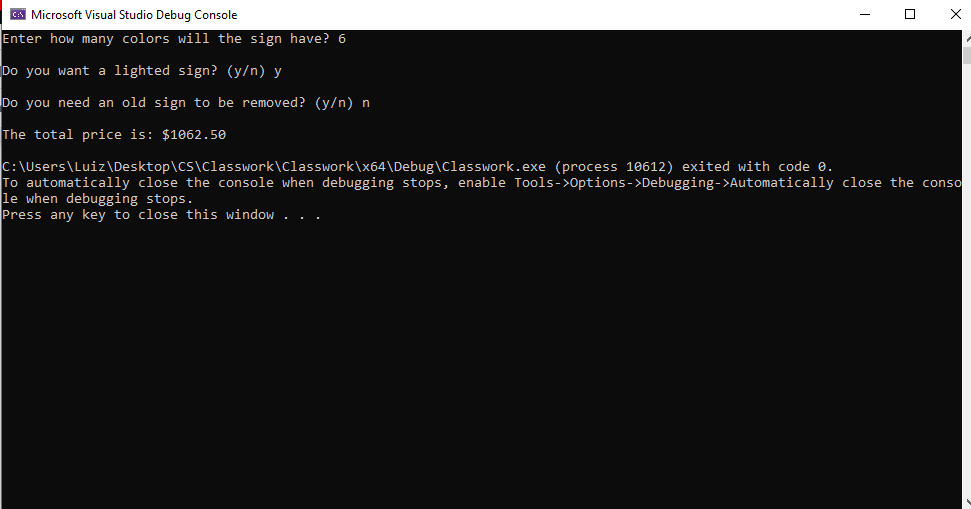 Microsoft Visual Studio Debug Console
Enter how many colors will the sign have? 6
Do you want a lighted sign? (y/n) y
Do you need an old sign to be removed? (y/n) n
The total price is: $1062.50
C:\Users\Luiz\Desktop\CS\Classwork\Classwork\x64\Debug\Classwork.exe (process 10612) exited with code 0.
To automatically close the console when debugging stops, enable Tools->Options->Debugging->Automatically close the conso
le when debugging stops.
Press any key to close this window . . .